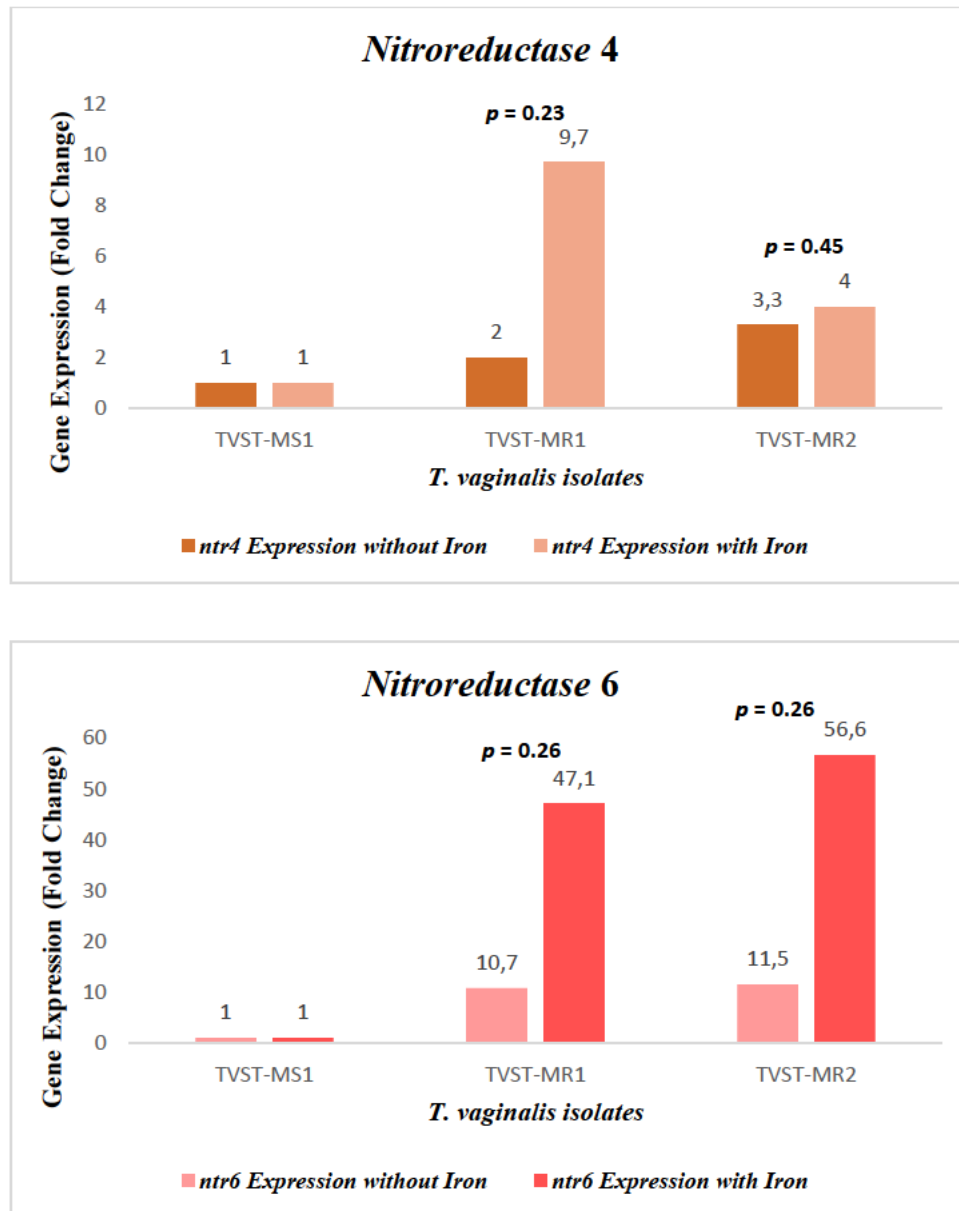 Nitroreductase 4
Gene Expression (Fold Change)
12
10
8
6
4
2
0
p = 0.23
9,7
p = 0.45
1
1
2
3,3
4
TVST-MS1
TVST-MR1
TVST-MR2
T. vaginalis isolates
ntr4 Expression without Iron
ntr4 Expression with Iron
Nitroreductase 6
Gene Expression (Fold Change)
60
50
40
30
20
10
0
p = 0.26
p = 0.26
1
1
10,7
47,1
11,5
56,6
TVST-MS1
TVST-MR1
TVST-MR2
T. vaginalis isolates
ntr6 Expression without Iron
ntr6 Expression with Iron